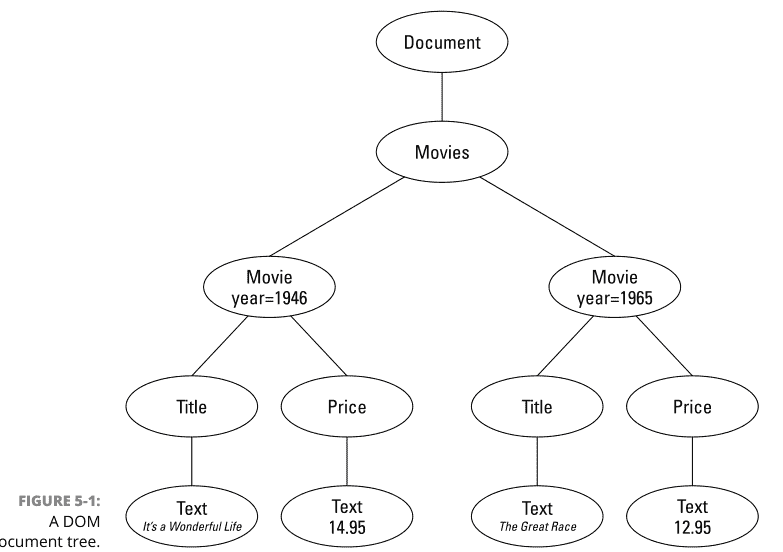 Document
Movies
Movie
year=1946
Movie
year=1965
Title
Price
Title
Price
Text
It's a Wonderful Life
Text
14.95
Text
The Great Race
Text
12.95
FIGURE 5-1:
A DOM
ocument tree.